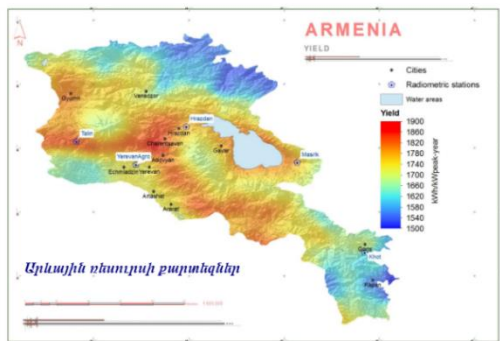 ARMENIA
YIELD
N
Cities
Radiometric stations
Water areas
Yield
1900
1860
1820
1780
1740
1700
1660
1620
1580
1540
1500
kWh/kWpeak·year
Gyumri
Vanadzor
Hrazdan
Hrazdan
Talin
Charentsavan
Gavar
Masrik
YerevanAgro
Abovyan
Echmiadzin
Yerevan
Artashat
Ararat
Goris
Khot
Kapan
Արևային ռեսուրսի քարտեզներ